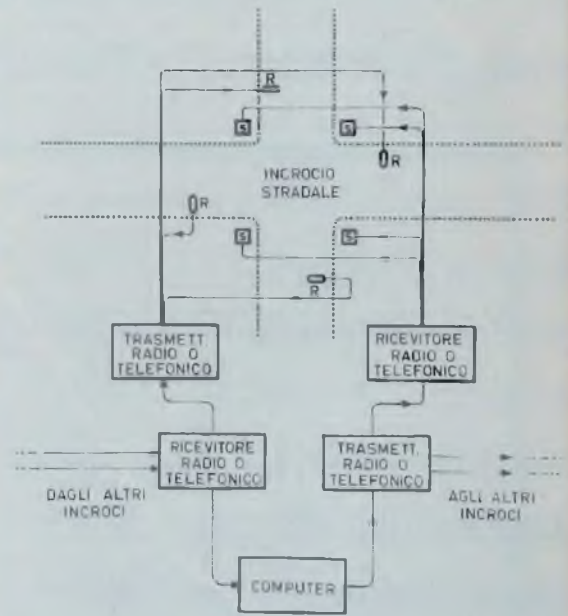 R
S
S
R
INCROCIO
STRADALE
R
S
S
R
TRASMETT.
RADIO O
TELEFONICO
RICEVITORE
RADIO O
TELEFONICO
RICEVITORE
RADIO O
TELEFONICO
TRASMETT.
RADIO O
TELEFONICO
DAGLI ALTRI
INCROCI
AGLI ALTRI
INCROCI
COMPUTER